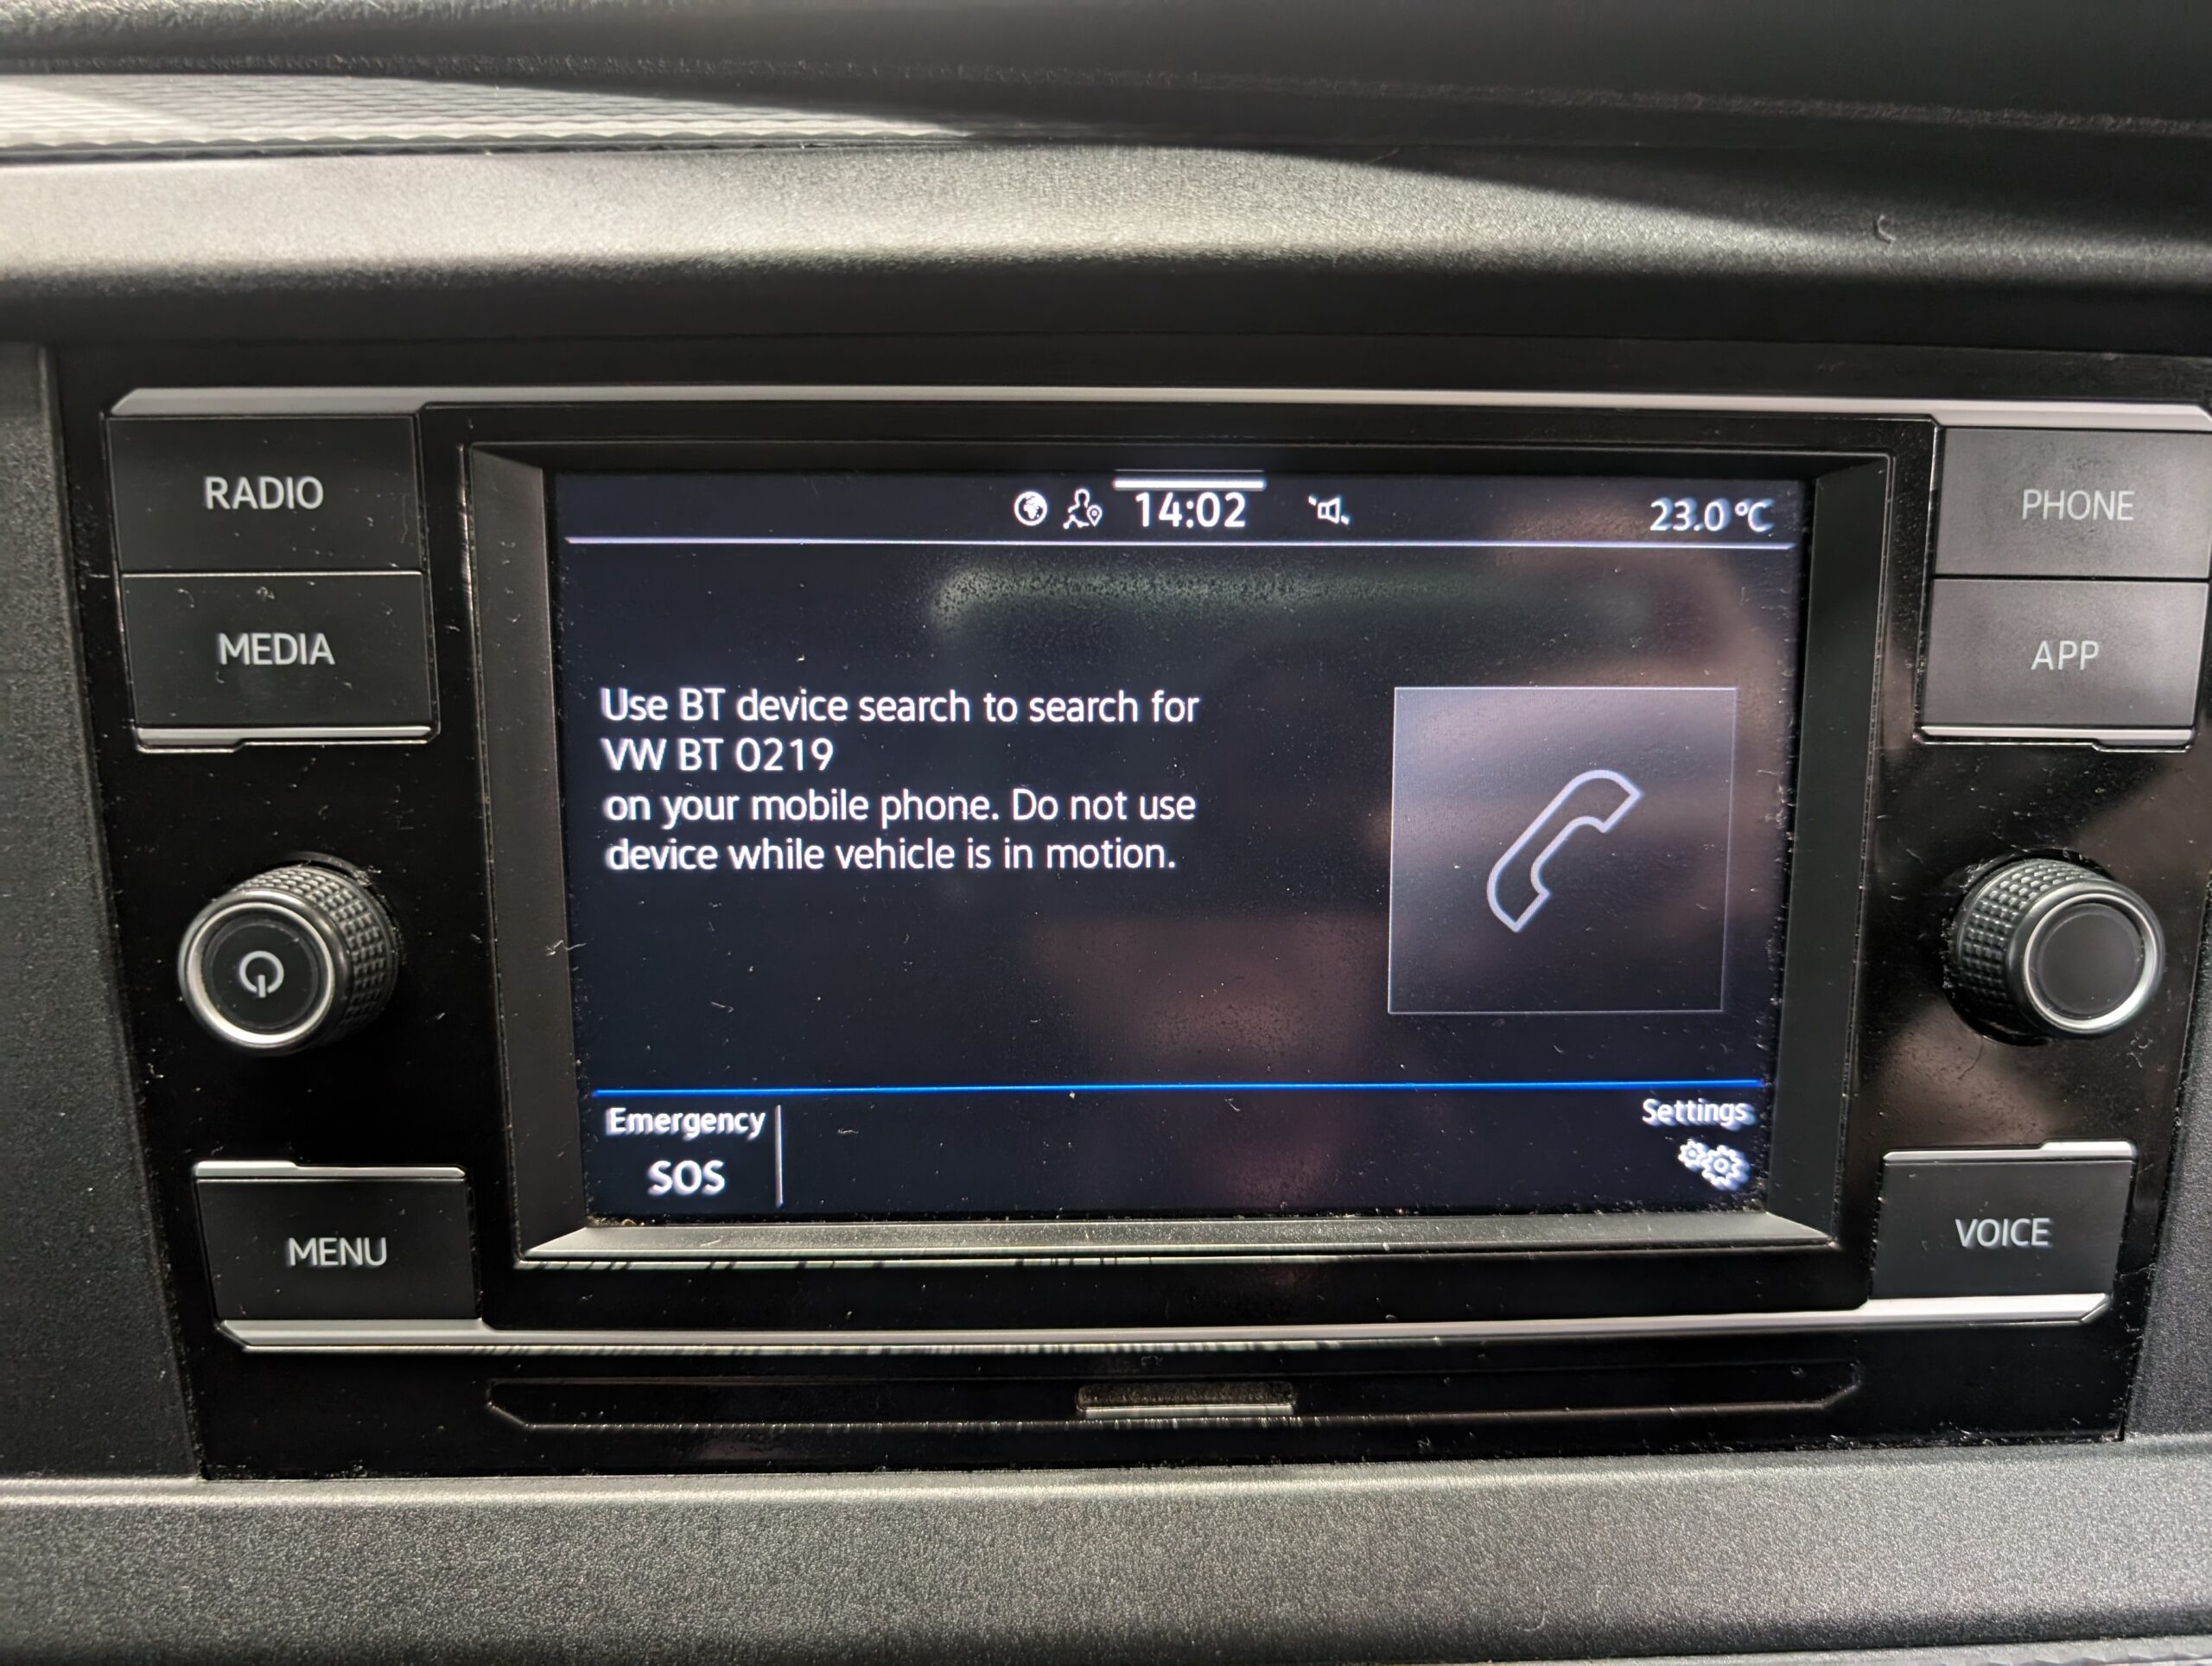 RADIO
MEDIA
MENU
14:02
23.0 °C
Use BT device search to search for
VW BT 0219
on your mobile phone. Do not use
device while vehicle is in motion.
Emergency
SOS
Settings
PHONE
APP
VOICE